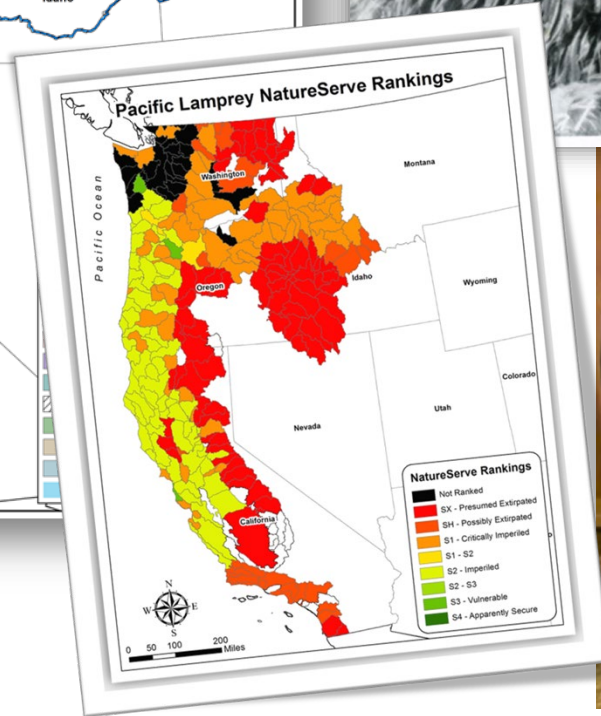 Pacific Lamprey NatureServe Rankings
Pacific Ocean
Washington
Montana
Oregon
Idaho
Wyoming
Colorado
Nevada
Utah
California
NatureServe Rankings
Not Ranked
SX - Presumed Extirpated
SH - Possibly Extirpated
S1 - Critically Imperiled
S1 - S2
S2 - Imperiled
S2 - S3
S3 - Vulnerable
S4 - Apparently Secure
N
W E
S
0 50 100 200
Miles